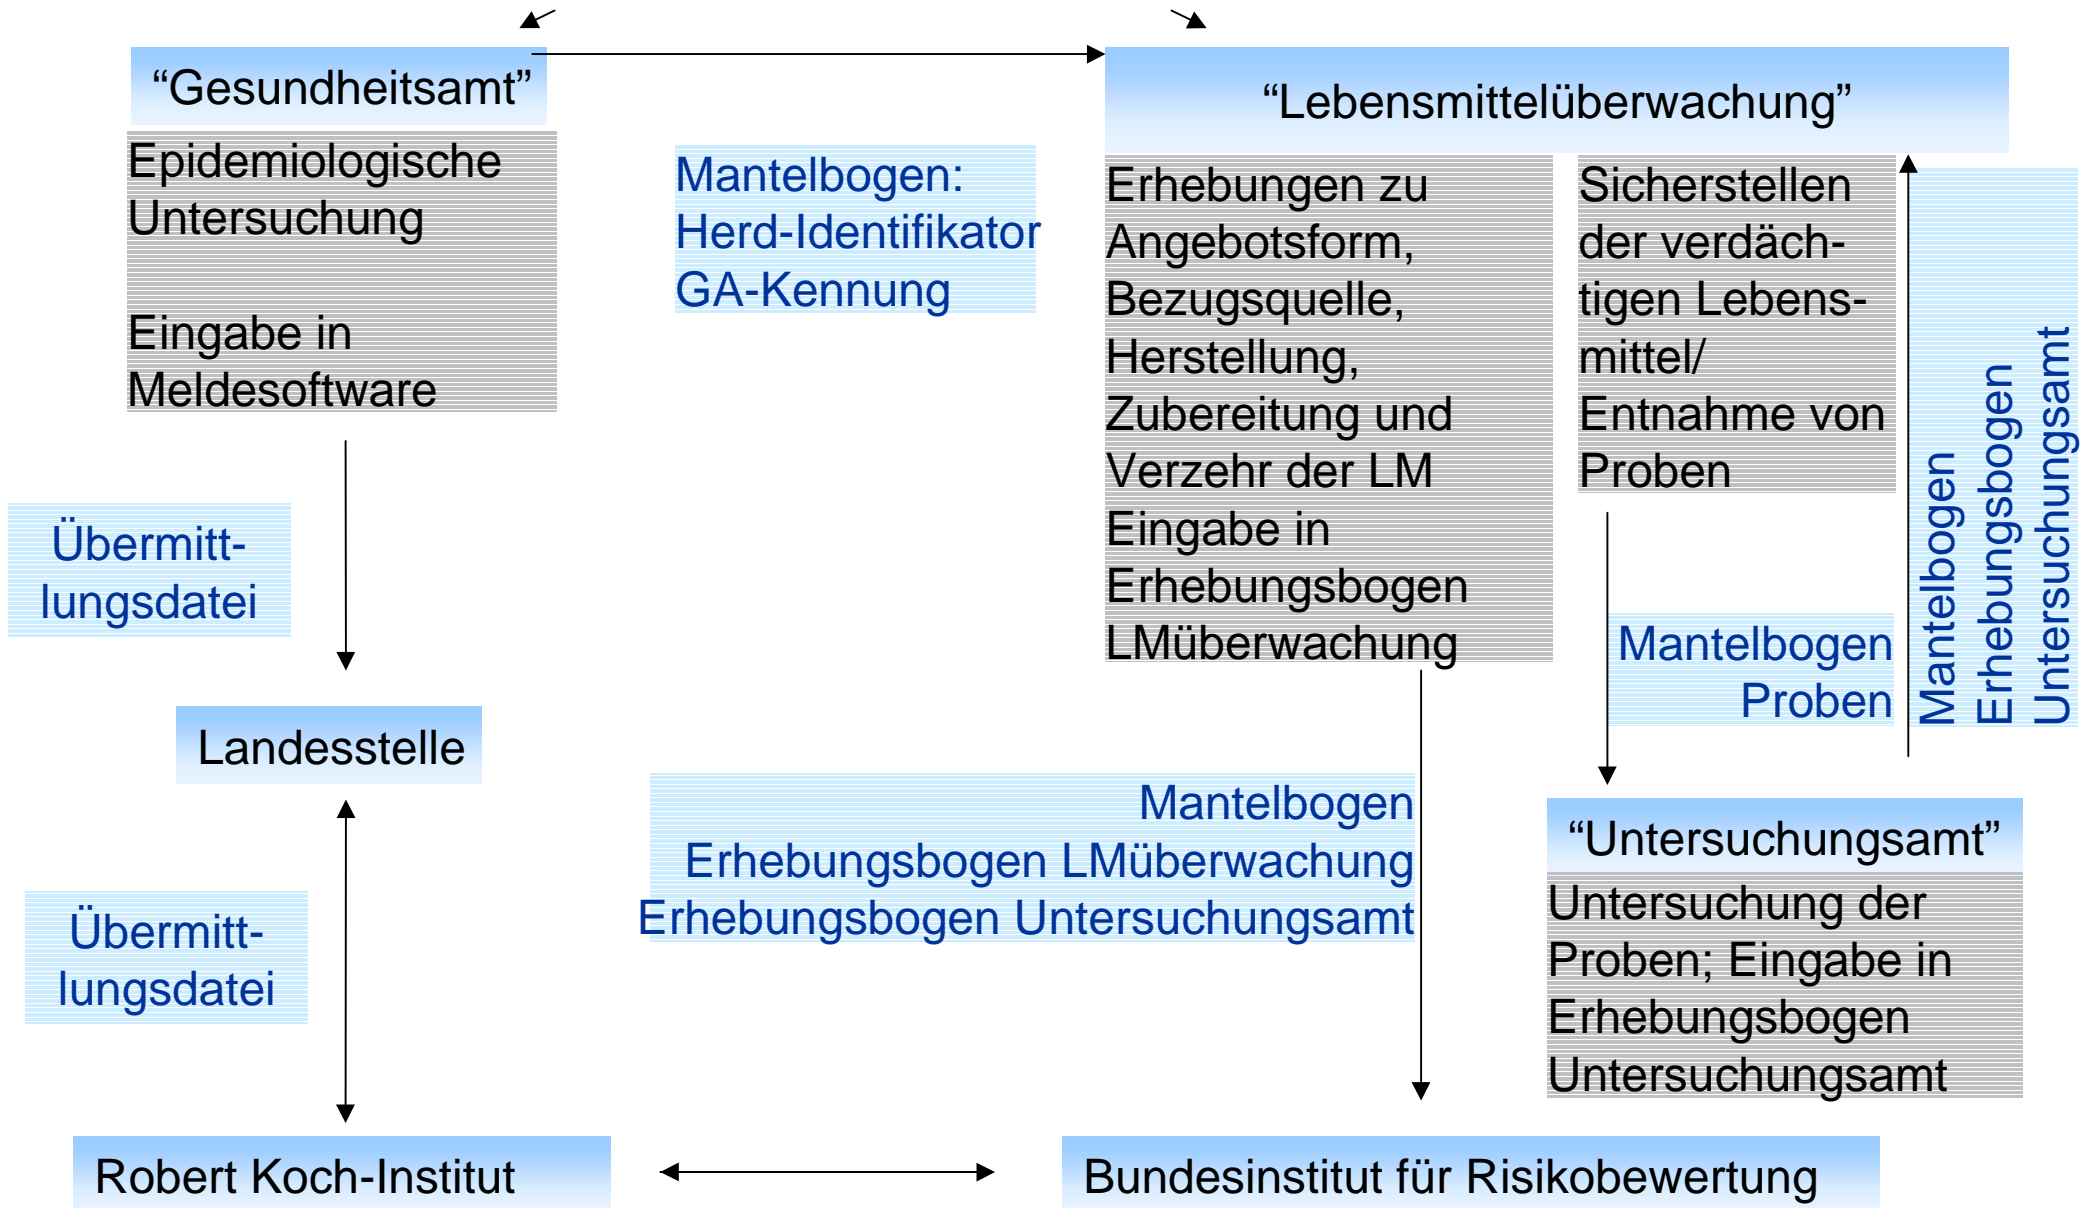 “Gesundheitsamt”
Epidemiologische
Untersuchung
Eingabe in
Meldesoftware
Mantelbogen:
Herd-Identifikator
GA-Kennung
“Lebensmittelüberwachung”
Erhebungen zu
Angebotsform,
Bezugsquelle,
Herstellung,
Zubereitung und
Verzehr der LM
Eingabe in
Erhebungsbogen
LMüberwachung
Sicherstellen
der verdäch-
tigen Lebens-
mittel/
Entnahme von
Proben
Mantelbogen
Erhebungsbogen
Untersuchungsamt
Übermitt-
lungsdatei
Mantelbogen
Proben
Landesstelle
Mantelbogen
Erhebungsbogen LMüberwachung
Erhebungsbogen Untersuchungsamt
“Untersuchungsamt”
Untersuchung der
Proben; Eingabe in
Erhebungsbogen
Untersuchungsamt
Übermitt-
lungsdatei
Robert Koch-Institut
Bundesinstitut für Risikobewertung